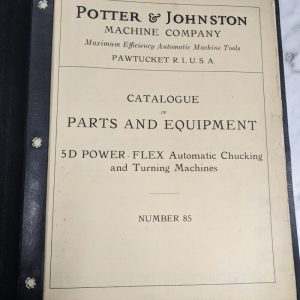 POTTER & JOHNSTON
MACHINE COMPANY
Maximum Efficiency Automatic Machine Tools
PAWTUCKET R. I. U. S. A.
CATALOGUE
OF
PARTS AND EQUIPMENT
5D POWER-FLEX Automatic Chucking
and Turning Machines
NUMBER 85